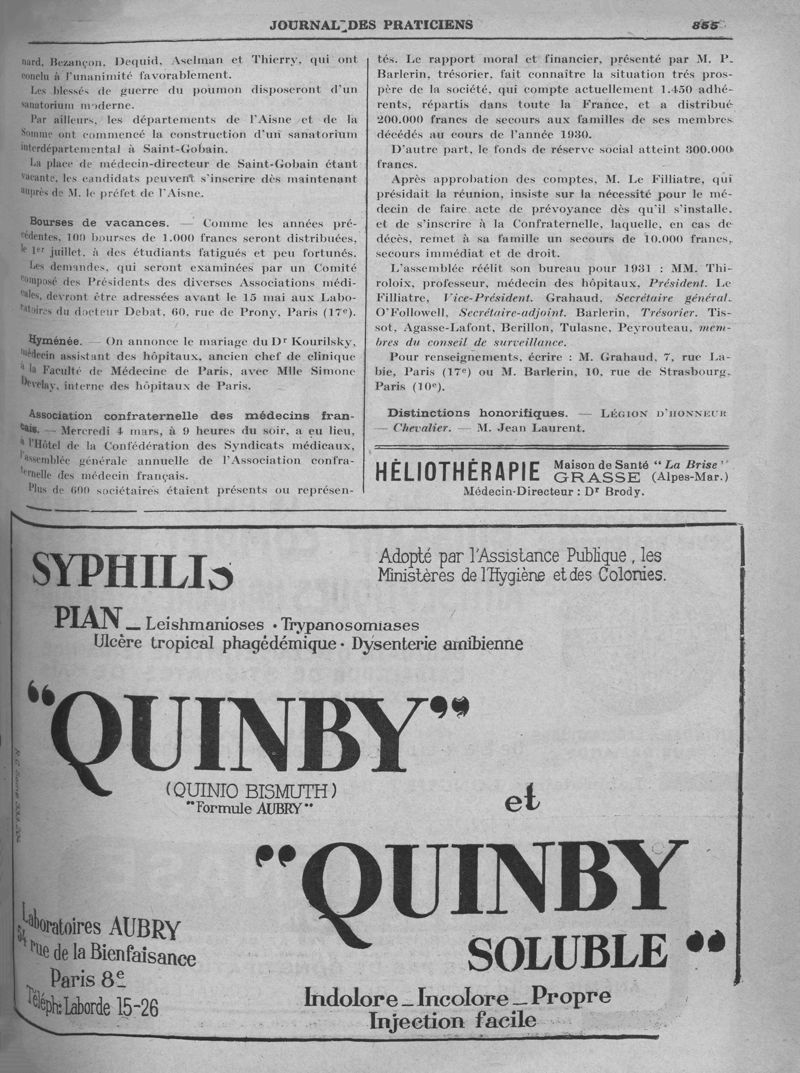 JOURNAL DES PRATICIENS 855
nard, Bezançon, Dequid, Aselman et Thierry, qui ont
conclu à l'unanimité favorablement.
Les blessés de guerre du poumon disposeront d'un
sanatorium moderne.
Par ailleurs, les départements de l'Aisne et de la
Somme ont commencé la construction d'un sanatorium
interdépartemental à Saint-Gobain.
La place de médecin-directeur de Saint-Gobain étant
vacante, les candidats peuvent s'inscrire dès maintenant
auprès de M. le préfet de l'Aisne.
Bourses de vacances. — Comme les années pré-
cédentes, 100 bourses de 1.000 francs seront distribuées,
le 1er juillet, à des étudiants fatigués et peu fortunés.
Les demandes, qui seront examinées par un Comité
composé des Présidents des diverses Associations médi-
cales, devront être adressées avant le 15 mai aux Labo-
ratoires du docteur Debat, 60, rue de Prony, Paris (17e).
Hyménée. — On annonce le mariage du Dr Kourilsky,
médecin assistant des hôpitaux, ancien chef de clinique
à la Faculté de Médecine de Paris, avec Mlle Simone
Develay, interne des hôpitaux de Paris.
Association confraternelle des médecins fran-
çais. — Mercredi 4 mars, à 9 heures du soir, a eu lieu,
à l'Hôtel de la Confédération des Syndicats médicaux,
l'assemblée générale annuelle de l'Association confra-
ternelle des médecin français.
Plus de 600 sociétaires étaient présents ou représen-
tés. Le rapport moral et financier, présenté par M. P.
Barlerin, trésorier, fait connaître la situation très pros-
père de la société, qui compte actuellement 1.450 adhé-
rents, répartis dans toute la France, et a distribué
200.000 francs de secours aux familles de ses membres
décédés au cours de l'année 1930.
D'autre part, le fonds de réserve social atteint 300.000
francs.
Après approbation des comptes, M. Le Filliatre, qui
présidait la réunion, insiste sur la nécessité pour le mé-
decin de faire acte de prévoyance dès qu'il s'installe,
et de s'inscrire à la Confraternelle, laquelle, en cas de
décès, remet à sa famille un secours de 10.000 francs,
secours immédiat et de droit.
L'assemblée réélit son bureau pour 1931 : MM. Thi-
roloix, professeur, médecin des hôpitaux, Président. Le
Filliatre, Vice-Président. Grahaud, Secrétaire général.
O'Followell, Secrétaire-adjoint. Barlerin, Trésorier. Tis-
sot, Agasse-Lafont, Berillon, Tulasne, Peyrouteau, mem-
bres du conseil de surveillance.
Pour renseignements, écrire : M. Grahaud, 7, rue La-
bie, Paris (17e) ou M. Barlerin, 10, rue de Strasbourg,
Paris (10e).
Distinctions honorifiques. — LÉGION D'HONNEUR
— Chevalier. — M. Jean Laurent.
HÉLIOTHÉRAPIE Maison de Santé "La Brise"
GRASSE (Alpes-Mar.)
Médecin-Directeur : Dr Brody.
SYPHILIS
Adopté par l'Assistance Publique, les
Ministères de l'Hygiène et des Colonies.
PIAN — Leishmanioses • Trypanosomiases
Ulcère tropical phagédémique • Dysenterie amibienne
"QUINBY"
(QUINIO BISMUTH)
"Formule AUBRY"
et
"QUINBY
SOLUBLE"
Laboratoires AUBRY
54 rue de la Bienfaisance
Paris 8e
Téléph: Laborde 15-26
Indolore — Incolore — Propre
Injection facile